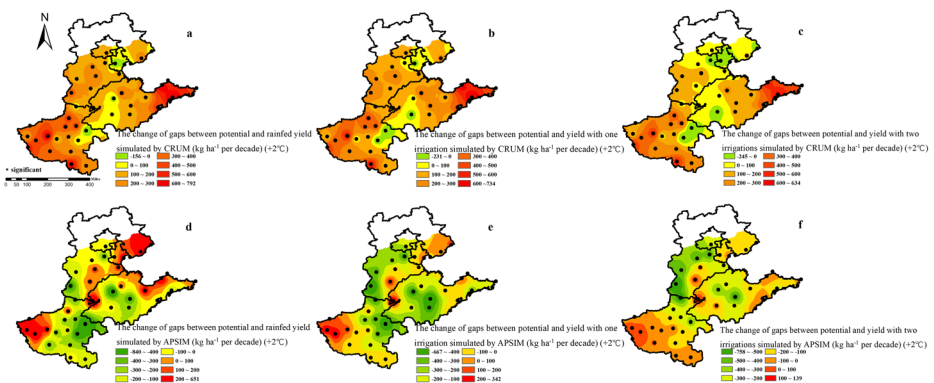 N
a
b
c
The change of gaps between potential and rainfed yield
simulated by CRUM (kg ha⁻¹ per decade) (+2℃)
-156 ~ 0
300 ~ 400
0 ~ 100
400 ~ 500
100 ~ 200
500 ~ 600
200 ~ 300
600 ~ 792
• significant
0 50 100 200 300 400
The change of gaps between potential and yield with one
irrigation simulated by CRUM (kg ha⁻¹ per decade) (+2℃)
-231 ~ 0
300 ~ 400
0 ~ 100
400 ~ 500
100 ~ 200
500 ~ 600
200 ~ 300
600 ~ 734
The change of gaps between potential and yield with two
irrigations simulated by CRUM (kg ha⁻¹ per decade) (+2℃)
-245 ~ 0
300 ~ 400
0 ~ 100
400 ~ 500
100 ~ 200
500 ~ 600
200 ~ 300
600 ~ 634
d
e
f
The change of gaps between potential and rainfed yield
simulated by APSIM (kg ha⁻¹ per decade) (+2℃)
-840 ~ -400
-100 ~ 0
-400 ~ -300
0 ~ 100
-300 ~ -200
100 ~ 200
-200 ~ -100
200 ~ 651
The change of gaps between potential and yield with one
irrigation simulated by APSIM (kg ha⁻¹ per decade) (+2℃)
-667 ~ -400
-100 ~ 0
-400 ~ -300
0 ~ 100
-300 ~ -200
100 ~ 200
-200 ~ -100
200 ~ 342
The change of gaps between potential and yield with two
irrigations simulated by APSIM (kg ha⁻¹ per decade) (+2℃)
-758 ~ -500
-200 ~ -100
-500 ~ -400
-100 ~ 0
-400 ~ -300
0 ~ 100
-300 ~ -200
100 ~ 139